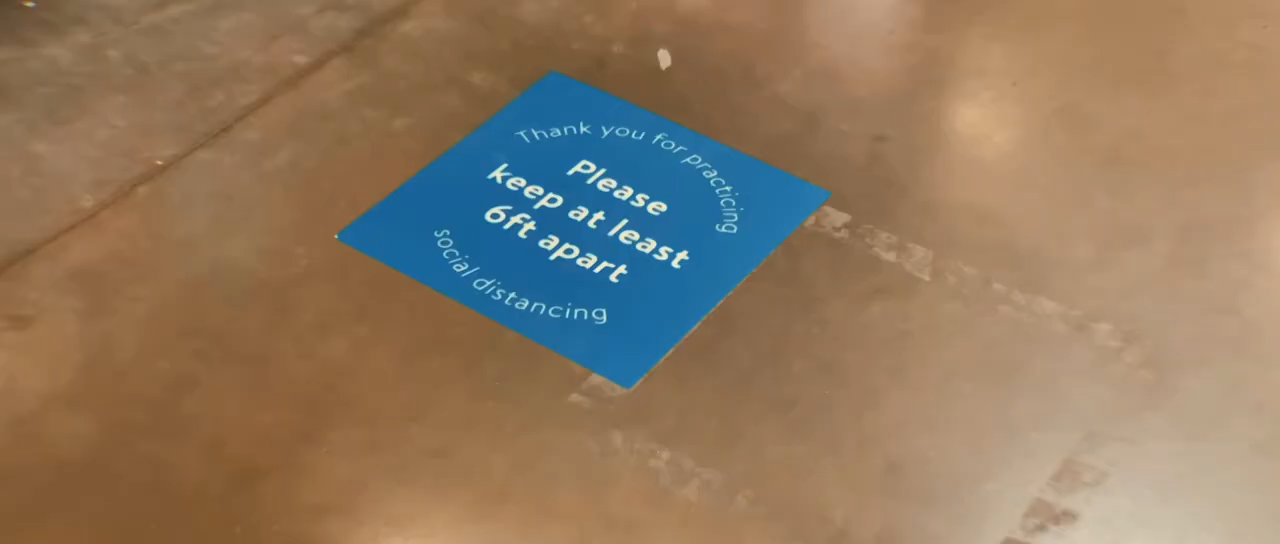 Thank you for practicing
Please
keep at least
6ft apart
social distancing